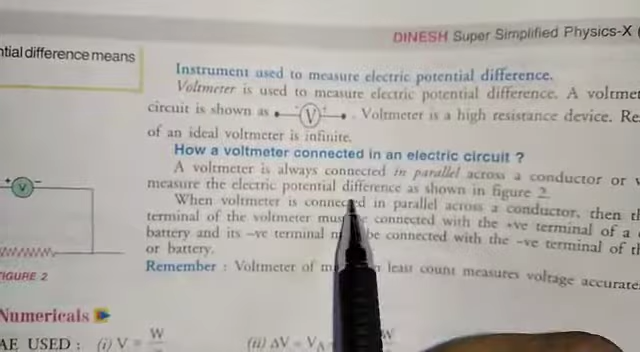 DINESH Super Simplified Physics-X (
ntial difference means
Instrument used to measure electric potential difference.
Voltmeter is used to measure electric potential difference. A voltmet
circuit is shown as V + . Voltmeter is a high resistance device. Re
of an ideal voltmeter is infinite.
How a voltmeter connected in an electric circuit ?
A voltmeter is always connected in parallel across a conductor or
measure the electric potential difference as shown in figure 2
When voltmeter is connected in parallel across a conductor, then th
terminal of the voltmeter must be connected with the +ve terminal of a
battery and its –ve terminal be connected with the –ve terminal of th
or battery.
Remember : Voltmeter of least count measures voltage accurate
+ V
FIGURE 2
Numericals
AE USED : (i) V = W (ii) ΔV = VA W